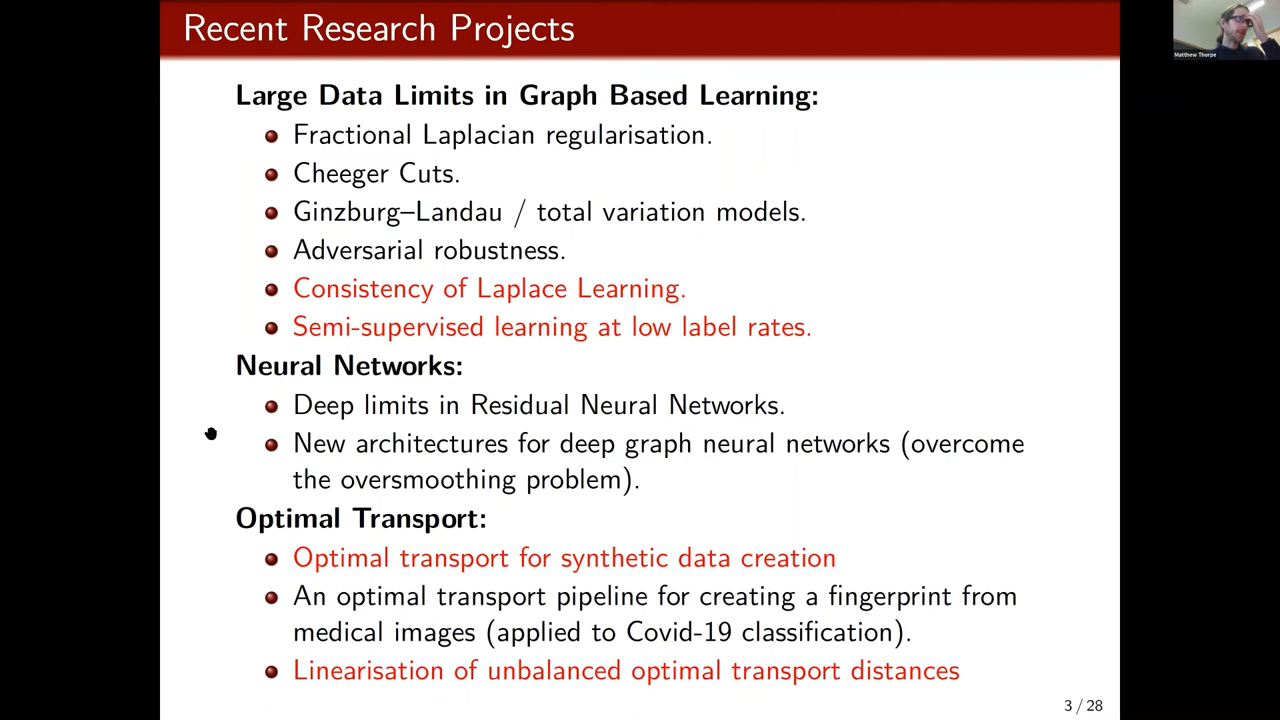 Recent Research Projects
Matthew Thorpe
Large Data Limits in Graph Based Learning:
Fractional Laplacian regularisation.
Cheeger Cuts.
Ginzburg–Landau / total variation models.
Adversarial robustness.
Consistency of Laplace Learning.
Semi-supervised learning at low label rates.
Neural Networks:
Deep limits in Residual Neural Networks.
New architectures for deep graph neural networks (overcome
the oversmoothing problem).
Optimal Transport:
Optimal transport for synthetic data creation
An optimal transport pipeline for creating a fingerprint from
medical images (applied to Covid-19 classification).
Linearisation of unbalanced optimal transport distances
3 / 28